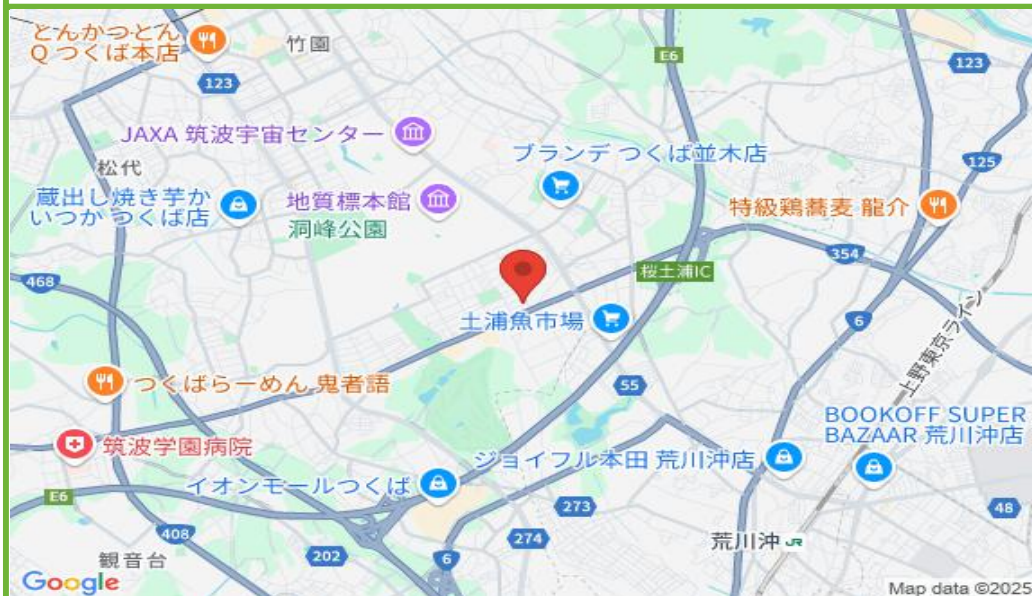 とんかつとん
Q つくば本店
竹園
123
E6
123
JAXA 筑波宇宙センター
松代
ブランデ つくば並木店
125
蔵出し焼き芋か
いつか つくば店
地質標本館
洞峰公園
特級鶏蕎麦 龍介
468
桜土浦IC
354
土浦魚市場
6
上野東京ライン
つくばらーめん 鬼者語
55
BOOKOFF SUPER
BAZAAR 荒川沖店
筑波学園病院
ジョイフル本田 荒川沖店
イオンモールつくば
E6
273
48
408
202
6
274
荒川沖 JR
観音台
Google
Map data ©2025